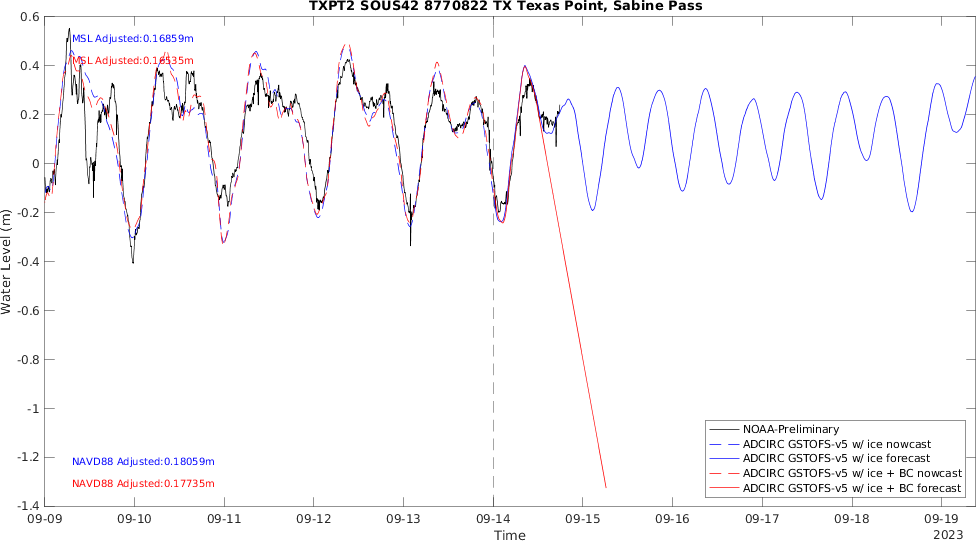 TXPT2 SOUS42 8770822 TX Texas Point, Sabine Pass
0.6
0.4
0.2
0
-0.2
-0.4
-0.6
-0.8
-1
-1.2
-1.4
Water Level (m)
MSL Adjusted:0.16859m
MSL Adjusted:0.16535m
NAVD88 Adjusted:0.18059m
NAVD88 Adjusted:0.17735m
NOAA-Preliminary
ADCIRC GSTOFS-v5 w/ ice nowcast
ADCIRC GSTOFS-v5 w/ ice forecast
ADCIRC GSTOFS-v5 w/ ice + BC nowcast
ADCIRC GSTOFS-v5 w/ ice + BC forecast
09-09 09-10 09-11 09-12 09-13 09-14 09-15 09-16 09-17 09-18 09-19
Time
2023